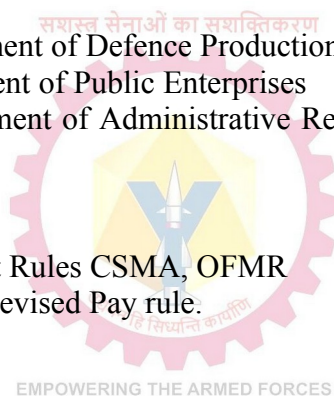 सशस्त्र सेनाओं का सशक्तिकरण
ment of Defence Production
ent of Public Enterprises
ment of Administrative Re
t Rules CSMA, OFMR
evised Pay rule.
हि सिध्यन्ति कार्याणि
EMPOWERING THE ARMED FORCES